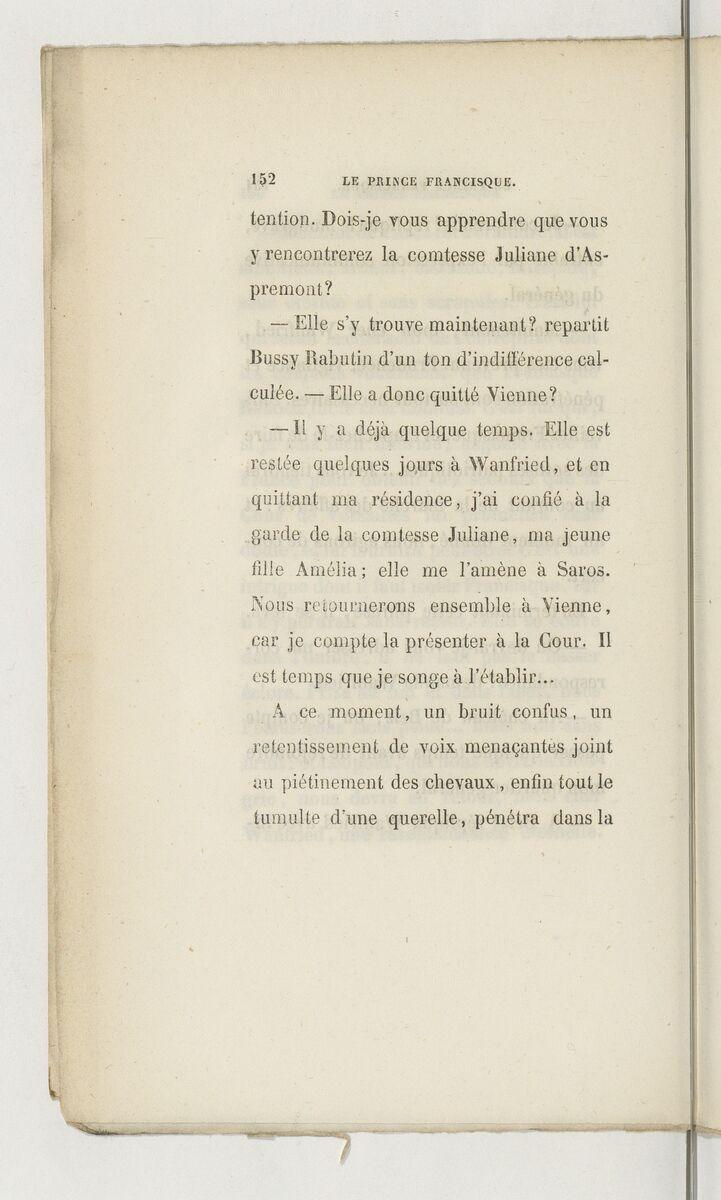 152 LE PRINCE FRANCISQUE.
tention. Dois-je vous apprendre que vous
y rencontrerez la comtesse Juliane d'As-
premont?
— Elle s'y trouve maintenant? repartit
Bussy Rabutin d'un ton d'indifférence cal-
culée. — Elle a donc quitté Vienne?
— Il y a déjà quelque temps. Elle est
restée quelques jours à Wanfried, et en
quittant ma résidence, j'ai confié à la
garde de la comtesse Juliane, ma jeune
fille Amélia; elle me l'amène à Saros.
Nous retournerons ensemble à Vienne,
car je compte la présenter à la Cour. Il
est temps que je songe à l'établir...
A ce moment, un bruit confus, un
retentissement de voix menaçantes joint
au piétinement des chevaux, enfin tout le
tumulte d'une querelle, pénétra dans la